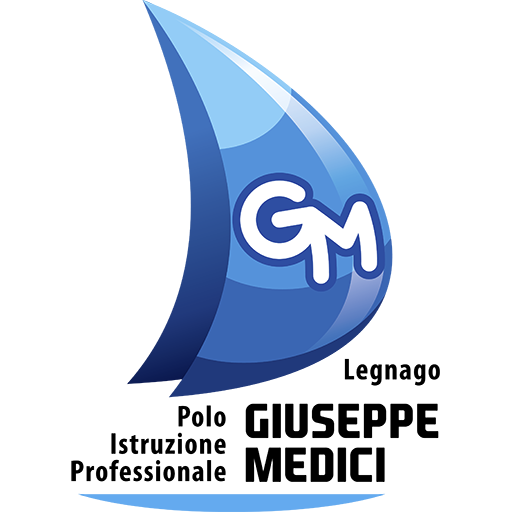 GM
Legnago
Polo
Istruzione
Professionale
GIUSEPPE
MEDICI